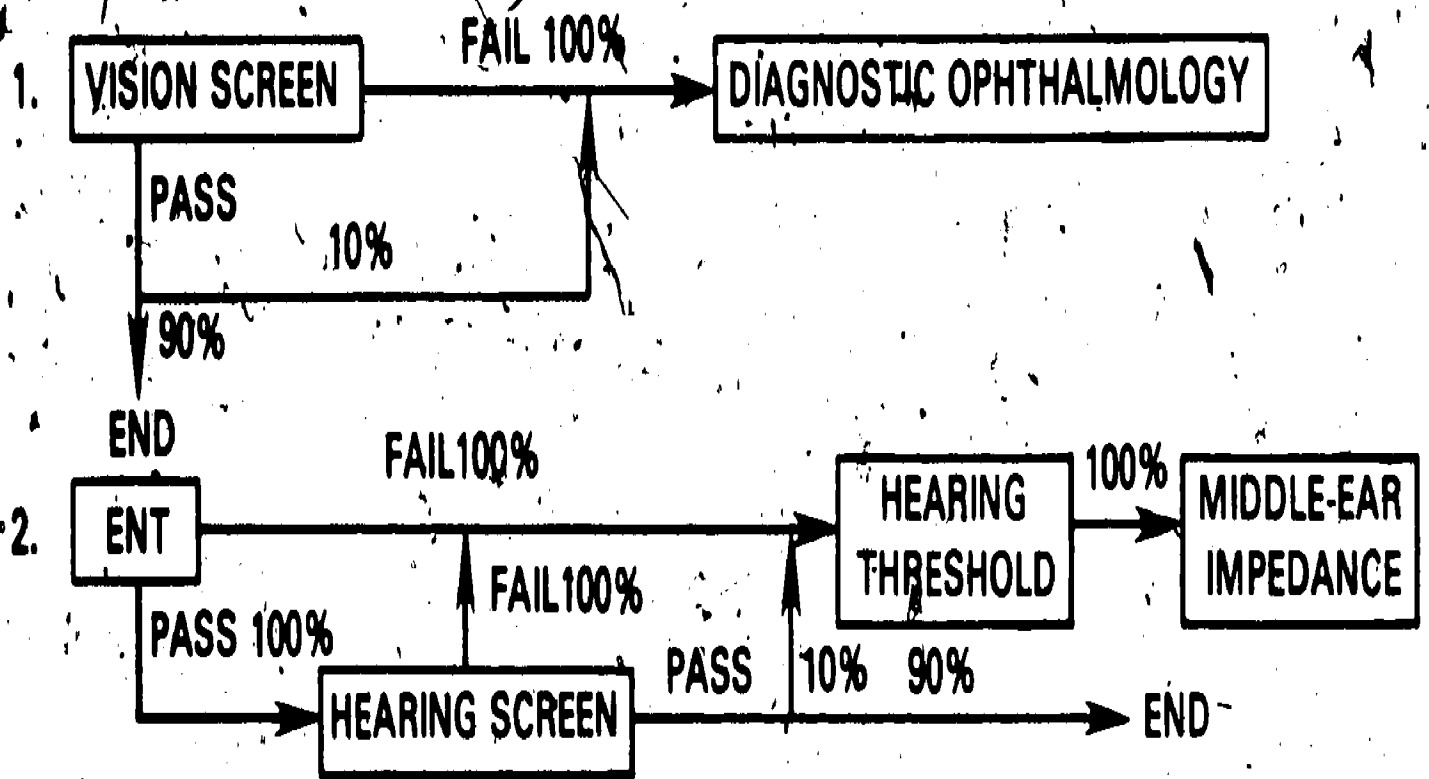 FAIL 100%
1. VISION SCREEN
DIAGNOSTIC OPHTHALMOLOGY
PASS
10%
90%
END
FAIL100%
2. ENT
HEARING
THRESHOLD
100%
MIDDLE-EAR
IMPEDANCE
FAIL100%
PASS 100%
PASS
10%
90%
HEARING SCREEN
END